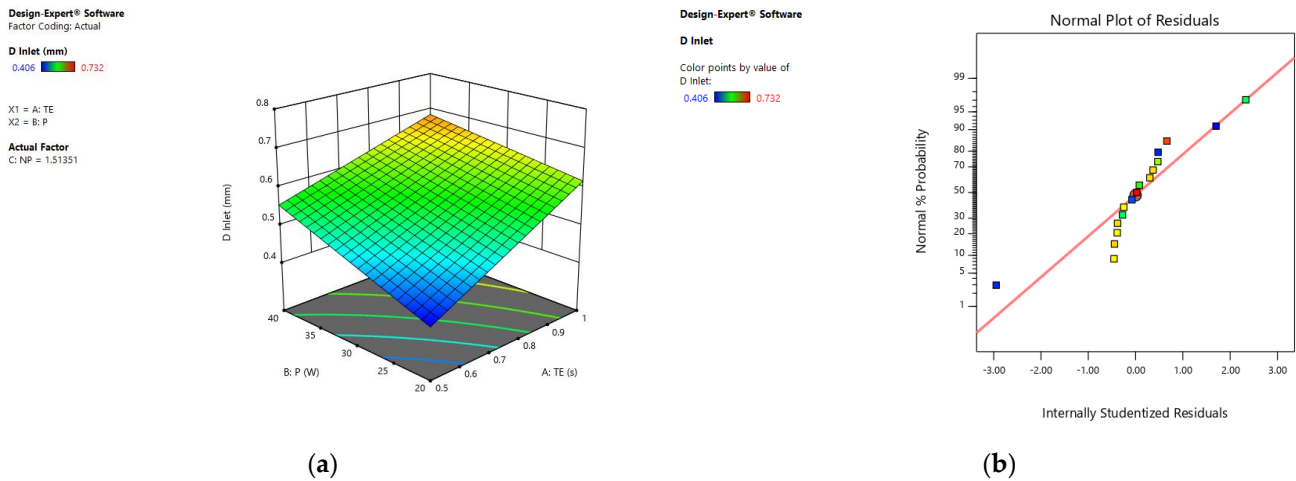 Design-Expert® Software
Factor Coding: Actual
D Inlet (mm)
0.406 0.732
X1 = A: TE
X2 = B: P
Actual Factor
C: NP = 1.51351
0.8
0.7
0.6
0.5
0.4
D Inlet (mm)
40
35
30
25
20
B: P (W)
0.5
0.6
0.7
0.8
0.9
1
A: TE (s)
(a)
Design-Expert® Software
D Inlet
Color points by value of
D Inlet:
0.406 0.732
Normal Plot of Residuals
Normal % Probability
99
95
90
80
70
50
30
20
10
5
1
-3.00 -2.00 -1.00 0.00 1.00 2.00 3.00
Internally Studentized Residuals
(b)